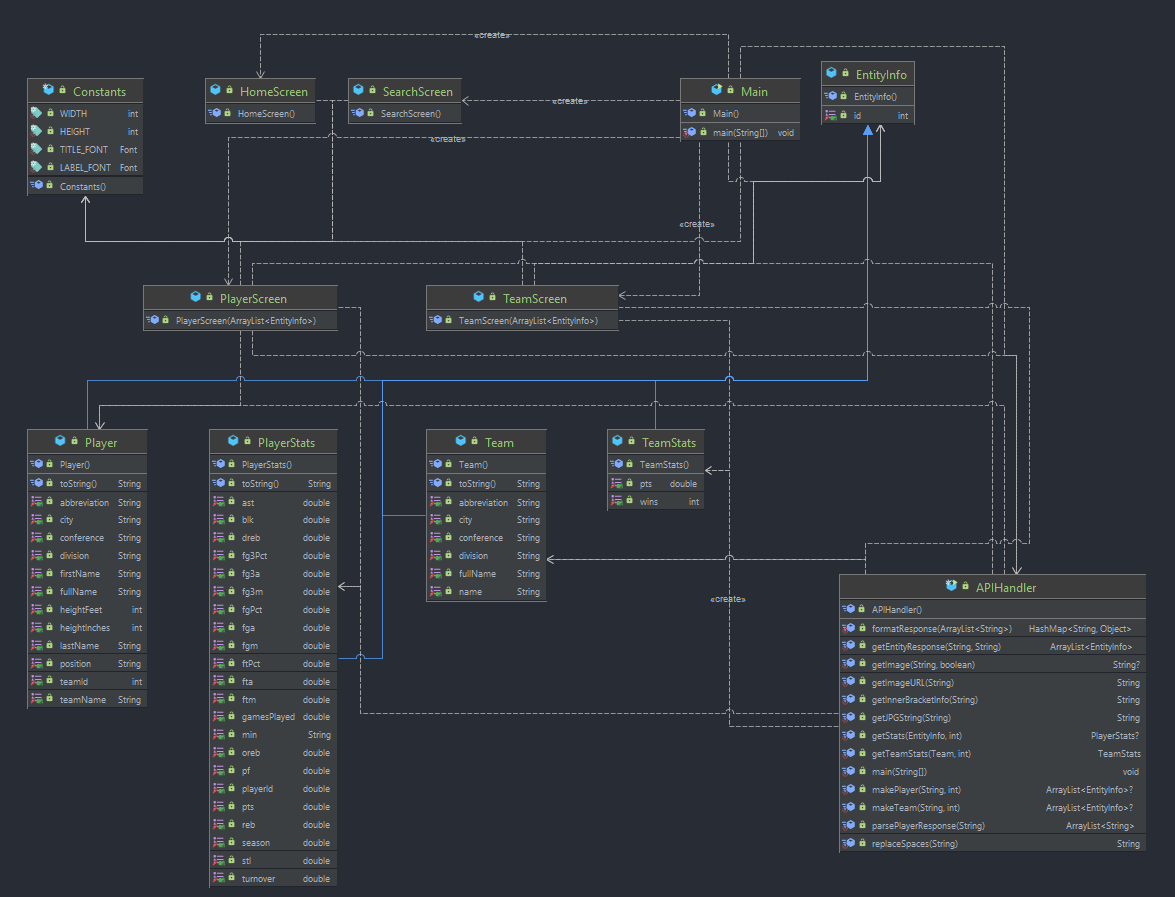 «create»
Constants
WIDTH int
HEIGHT int
TITLE_FONT Font
LABEL_FONT Font
Constants()
HomeScreen
HomeScreen()
SearchScreen
SearchScreen()
«create»
«create»
Main
Main()
main(String[]) void
EntityInfo
EntityInfo()
id int
«create»
PlayerScreen
PlayerScreen(ArrayList<EntityInfo>)
TeamScreen
TeamScreen(ArrayList<EntityInfo>)
Player
Player()
toString() String
abbreviation String
city String
conference String
division String
firstName String
fullName String
heightFeet int
heightInches int
lastName String
position String
teamId int
teamName String
PlayerStats
PlayerStats()
toString() String
ast double
blk double
dreb double
fg3Pct double
fg3a double
fg3m double
fgPct double
fga double
fgm double
ftPct double
fta double
ftm double
gamesPlayed double
min String
oreb double
pf double
playerId double
pts double
reb double
season double
stl double
turnover double
Team
Team()
toString() String
abbreviation String
city String
conference String
division String
fullName String
name String
TeamStats
TeamStats()
pts double
wins int
«create»
APIHandler
APIHandler()
formatResponse(ArrayList<String>) HashMap<String, Object>
getEntityResponse(String, String) ArrayList<EntityInfo>
getImage(String, boolean) String?
getImageURL(String) String
getInnerBracketInfo(String) String
getJPGString(String) String
getStats(EntityInfo, int) PlayerStats?
getTeamStats(Team, int) TeamStats
main(String[]) void
makePlayer(String, int) ArrayList<EntityInfo>?
makeTeam(String, int) ArrayList<EntityInfo>?
parsePlayerResponse(String) ArrayList<String>
replaceSpaces(String) String